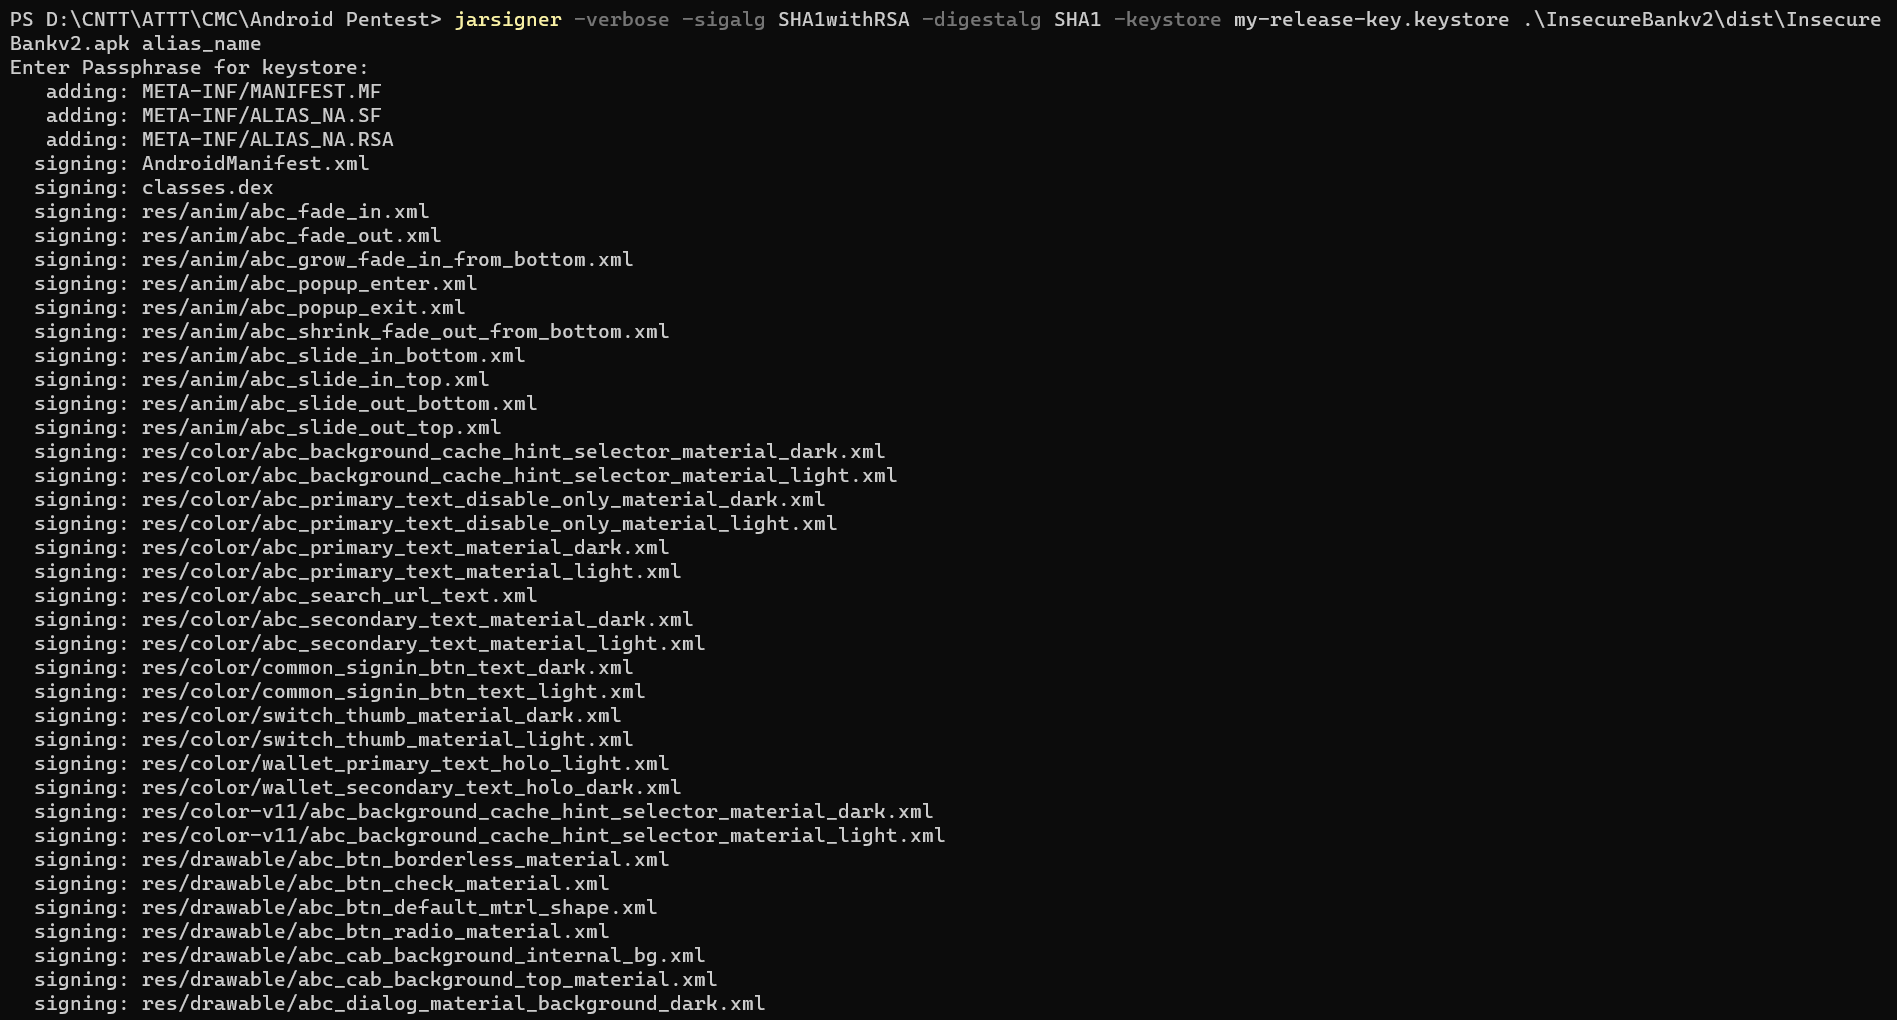 PS D:\CNTT\ATTT\CMC\Android Pentest> jarsigner -verbose -sigalg SHA1withRSA -digestalg SHA1 -keystore my-release-key.keystore .\InsecureBankv2\dist\Insecure
Bankv2.apk alias_name
Enter Passphrase for keystore:
   adding: META-INF/MANIFEST.MF
   adding: META-INF/ALIAS_NA.SF
   adding: META-INF/ALIAS_NA.RSA
  signing: AndroidManifest.xml
  signing: classes.dex
  signing: res/anim/abc_fade_in.xml
  signing: res/anim/abc_fade_out.xml
  signing: res/anim/abc_grow_fade_in_from_bottom.xml
  signing: res/anim/abc_popup_enter.xml
  signing: res/anim/abc_popup_exit.xml
  signing: res/anim/abc_shrink_fade_out_from_bottom.xml
  signing: res/anim/abc_slide_in_bottom.xml
  signing: res/anim/abc_slide_in_top.xml
  signing: res/anim/abc_slide_out_bottom.xml
  signing: res/anim/abc_slide_out_top.xml
  signing: res/color/abc_background_cache_hint_selector_material_dark.xml
  signing: res/color/abc_background_cache_hint_selector_material_light.xml
  signing: res/color/abc_primary_text_disable_only_material_dark.xml
  signing: res/color/abc_primary_text_disable_only_material_light.xml
  signing: res/color/abc_primary_text_material_dark.xml
  signing: res/color/abc_primary_text_material_light.xml
  signing: res/color/abc_search_url_text.xml
  signing: res/color/abc_secondary_text_material_dark.xml
  signing: res/color/abc_secondary_text_material_light.xml
  signing: res/color/common_signin_btn_text_dark.xml
  signing: res/color/common_signin_btn_text_light.xml
  signing: res/color/switch_thumb_material_dark.xml
  signing: res/color/switch_thumb_material_light.xml
  signing: res/color/wallet_primary_text_holo_light.xml
  signing: res/color/wallet_secondary_text_holo_dark.xml
  signing: res/color-v11/abc_background_cache_hint_selector_material_dark.xml
  signing: res/color-v11/abc_background_cache_hint_selector_material_light.xml
  signing: res/drawable/abc_btn_borderless_material.xml
  signing: res/drawable/abc_btn_check_material.xml
  signing: res/drawable/abc_btn_default_mtrl_shape.xml
  signing: res/drawable/abc_btn_radio_material.xml
  signing: res/drawable/abc_cab_background_internal_bg.xml
  signing: res/drawable/abc_cab_background_top_material.xml
  signing: res/drawable/abc_dialog_material_background_dark.xml